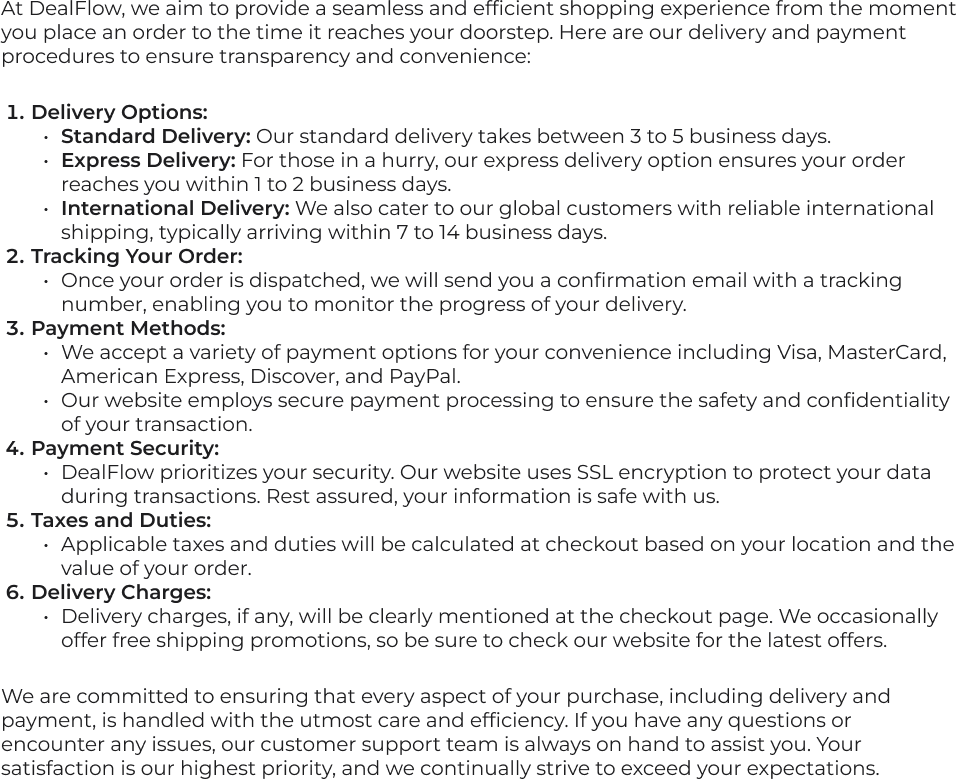 At DealFlow, we aim to provide a seamless and efficient shopping experience from the moment
you place an order to the time it reaches your doorstep. Here are our delivery and payment
procedures to ensure transparency and convenience:
1. Delivery Options:
• Standard Delivery: Our standard delivery takes between 3 to 5 business days.
• Express Delivery: For those in a hurry, our express delivery option ensures your order
reaches you within 1 to 2 business days.
• International Delivery: We also cater to our global customers with reliable international
shipping, typically arriving within 7 to 14 business days.
2. Tracking Your Order:
• Once your order is dispatched, we will send you a confirmation email with a tracking
number, enabling you to monitor the progress of your delivery.
3. Payment Methods:
• We accept a variety of payment options for your convenience including Visa, MasterCard,
American Express, Discover, and PayPal.
• Our website employs secure payment processing to ensure the safety and confidentiality
of your transaction.
4. Payment Security:
• DealFlow prioritizes your security. Our website uses SSL encryption to protect your data
during transactions. Rest assured, your information is safe with us.
5. Taxes and Duties:
• Applicable taxes and duties will be calculated at checkout based on your location and the
value of your order.
6. Delivery Charges:
• Delivery charges, if any, will be clearly mentioned at the checkout page. We occasionally
offer free shipping promotions, so be sure to check our website for the latest offers.
We are committed to ensuring that every aspect of your purchase, including delivery and
payment, is handled with the utmost care and efficiency. If you have any questions or
encounter any issues, our customer support team is always on hand to assist you. Your
satisfaction is our highest priority, and we continually strive to exceed your expectations.